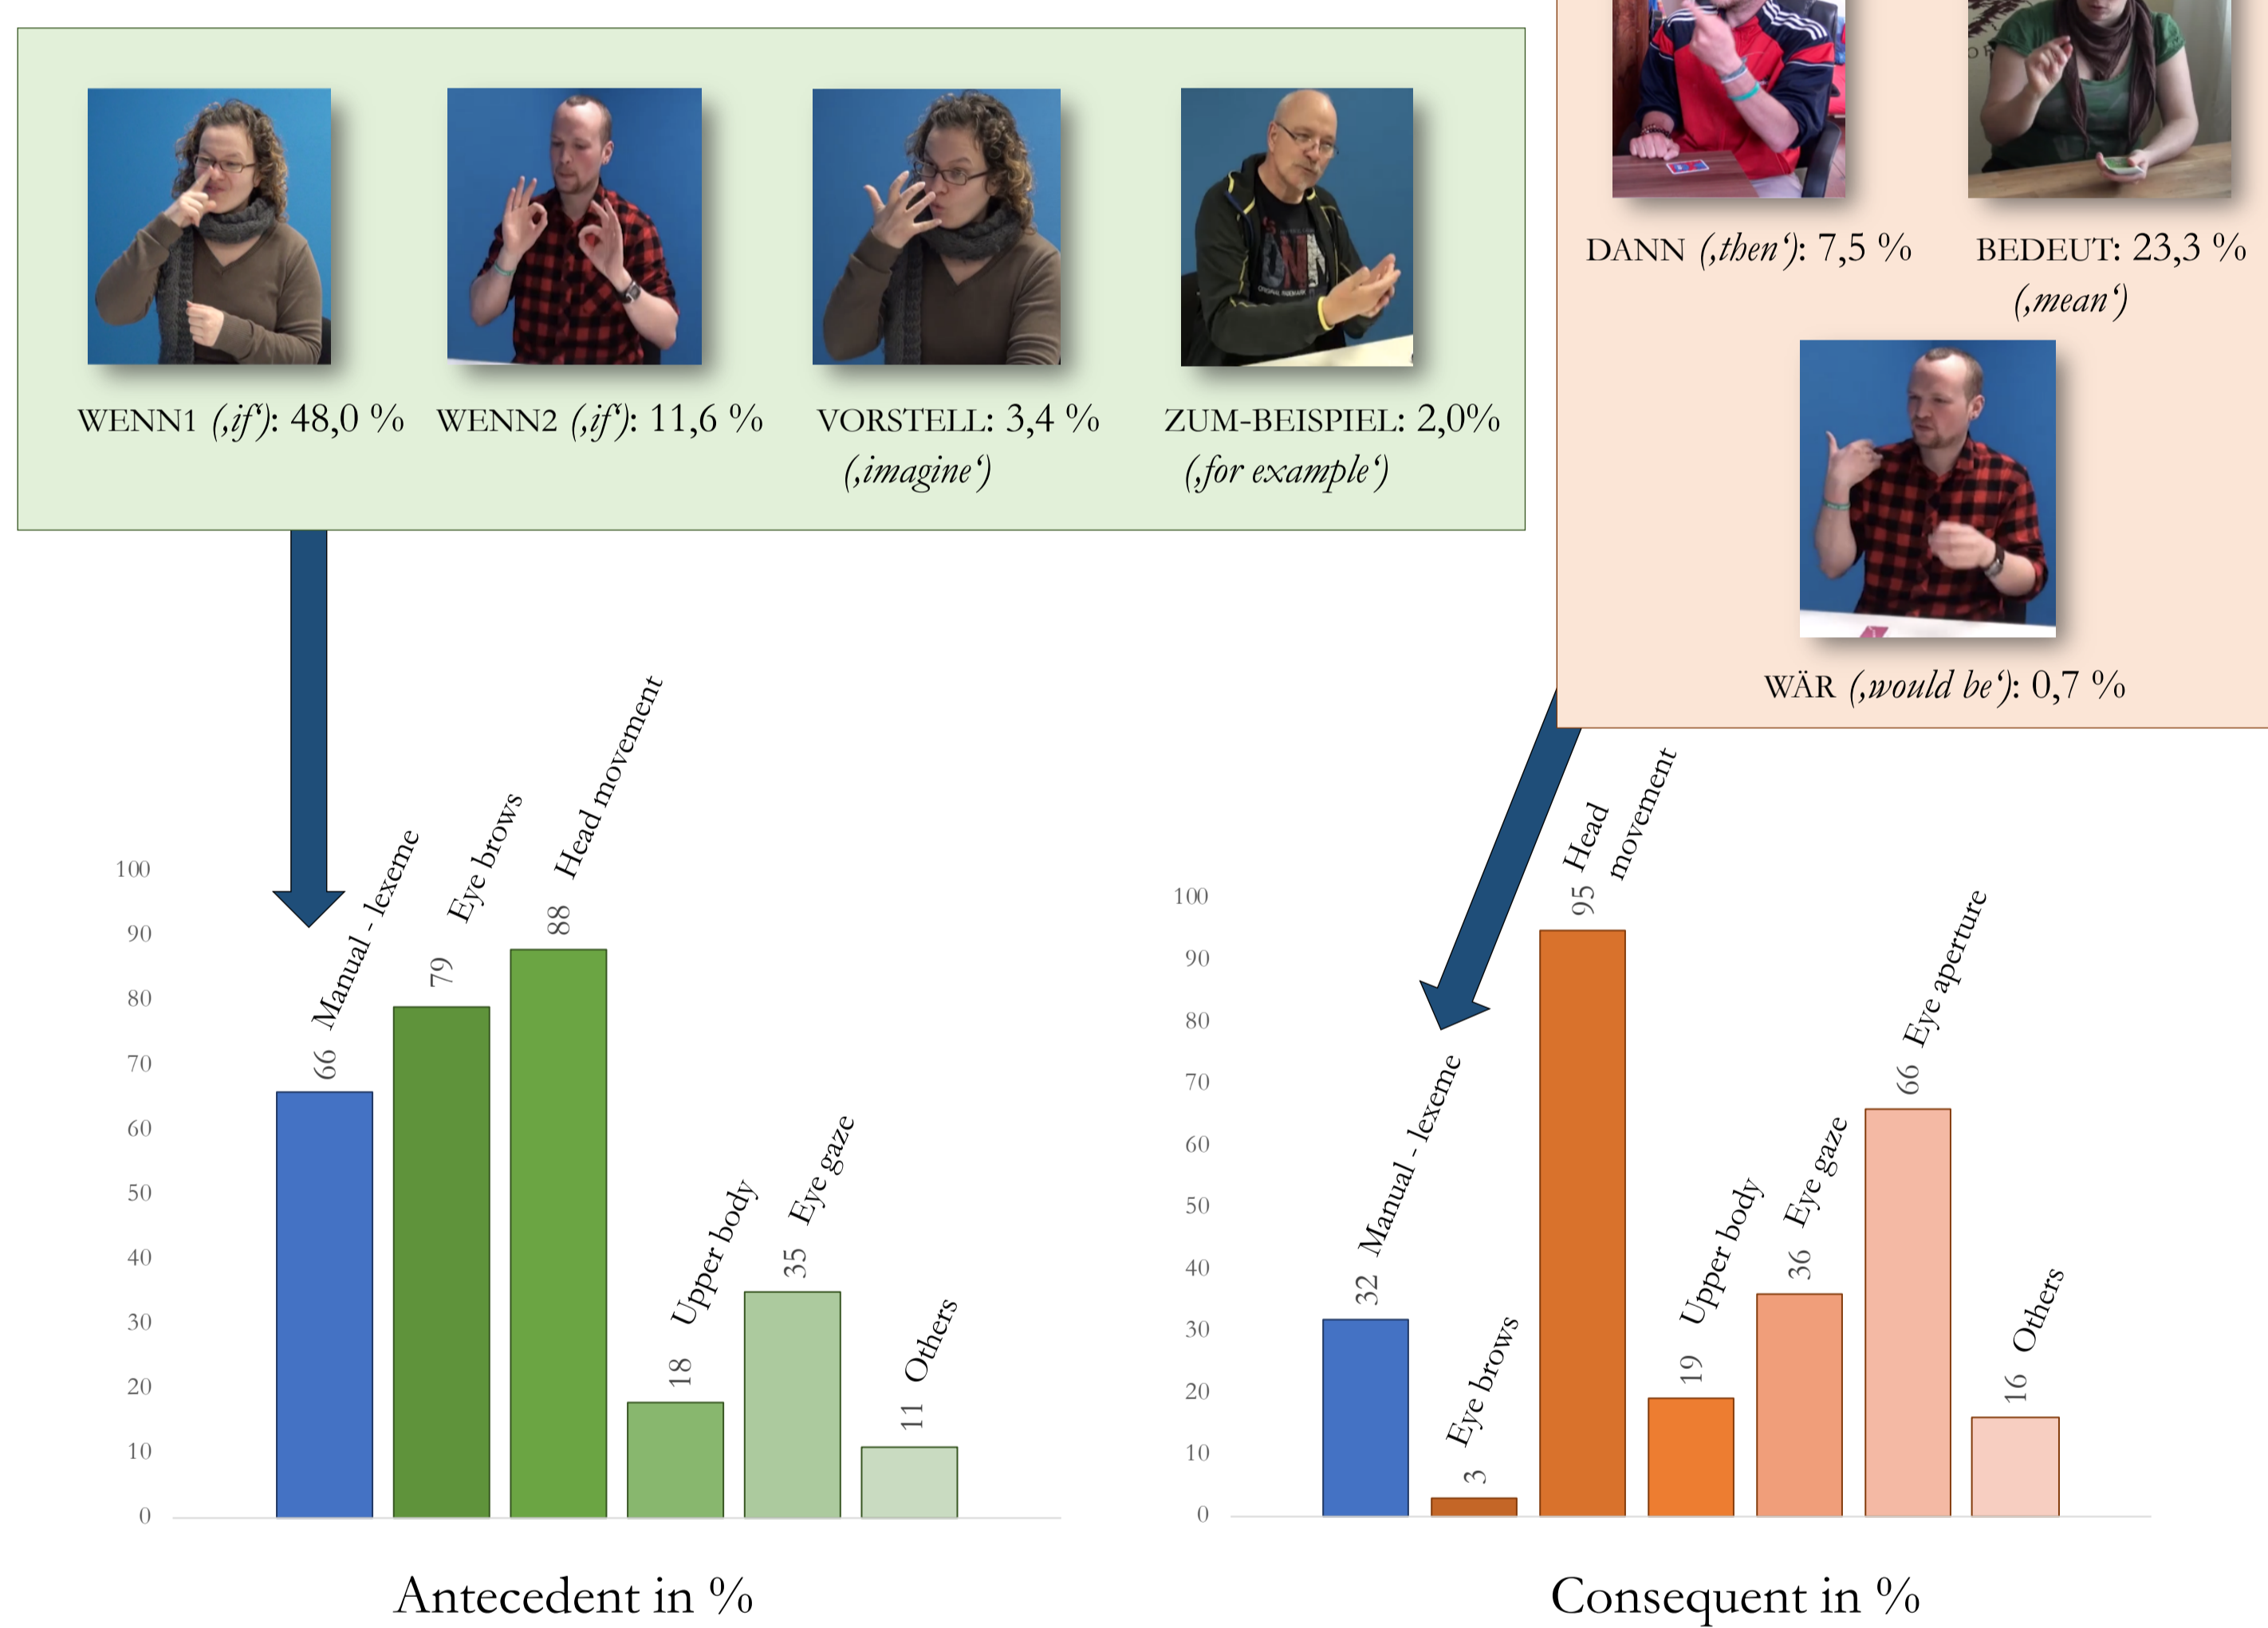 WENN1 (‚if‘): 48,0 %
WENN2 (‚if‘): 11,6 %
VORSTELL: 3,4 %
(‚imagine‘)
ZUM-BEISPIEL: 2,0%
(‚for example‘)
DANN (‚then‘): 7,5 %
BEDEUT: 23,3 %
(‚mean‘)
WÄR (‚would be‘): 0,7 %
100
90
80
70
60
50
40
30
20
10
0
66 Manual - lexeme
79 Eye brows
88 Head movement
18 Upper body
35 Eye gaze
11 Others
Antecedent in %
100
90
80
70
60
50
40
30
20
10
0
32 Manual - lexeme
3 Eye brows
95 Head
movement
19 Upper body
36 Eye gaze
66 Eye aperture
16 Others
Consequent in %